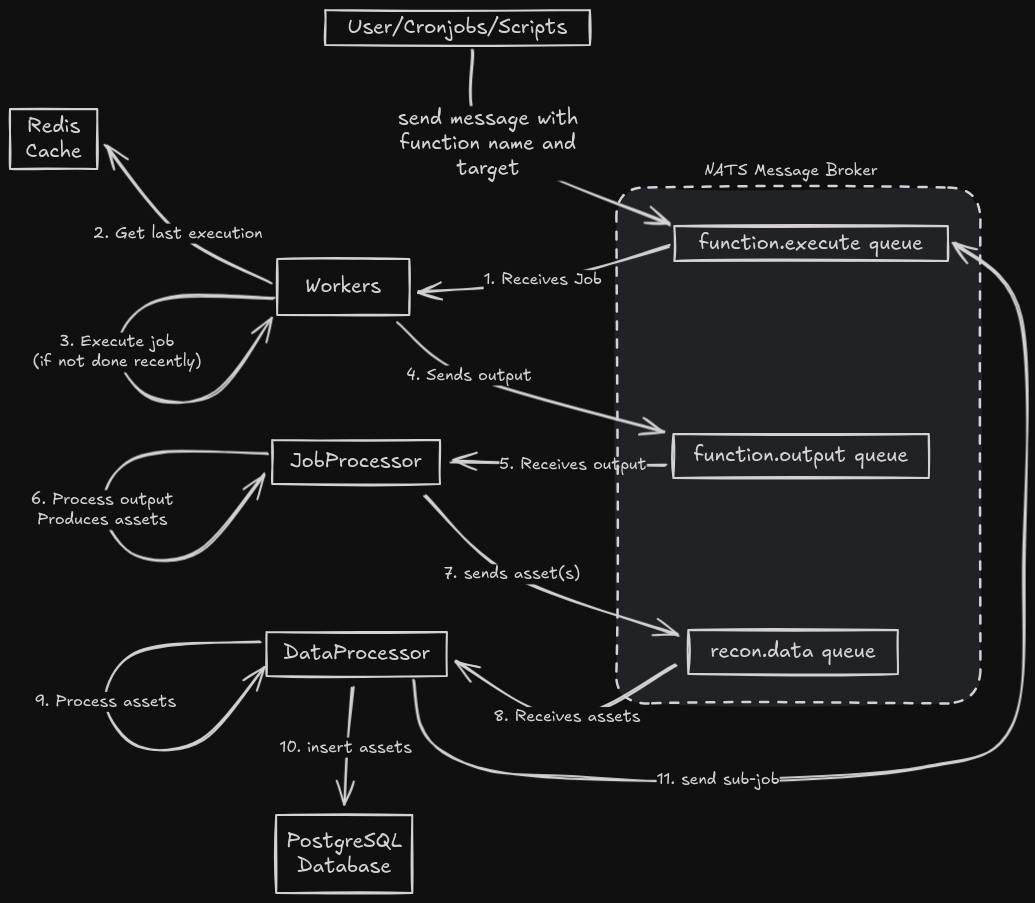 User/Cronjobs/Scripts
send message with
function name and
target
Redis
Cache
NATS Message Broker
2. Get last execution
function.execute queue
1. Receives Job
Workers
3. Execute job
(if not done recently)
4. Sends output
function.output queue
5. Receives output
JobProcessor
6. Process output
Produces assets
7. sends asset(s)
recon.data queue
DataProcessor
8. Receives assets
9. Process assets
10. insert assets
11. send sub-job
PostgreSQL
Database